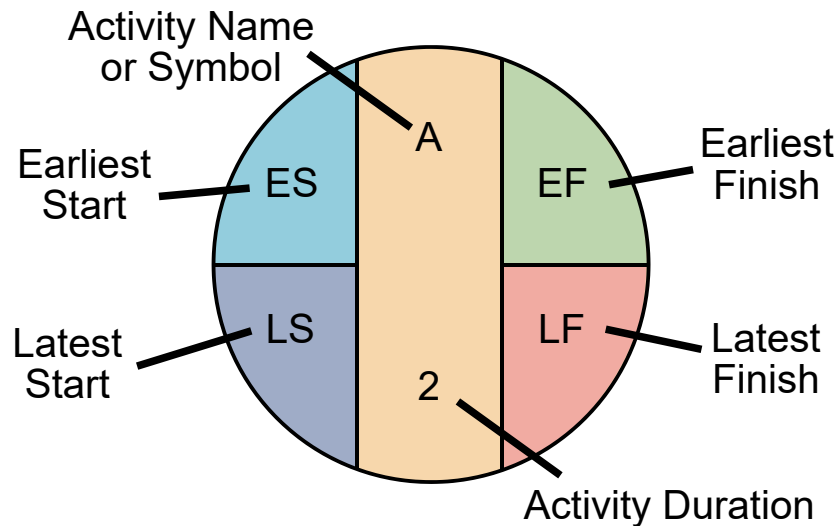 Activity Name
or Symbol
A
Earliest
Start
ES
EF
Earliest
Finish
Latest
Start
LS
LF
Latest
Finish
2
Activity Duration